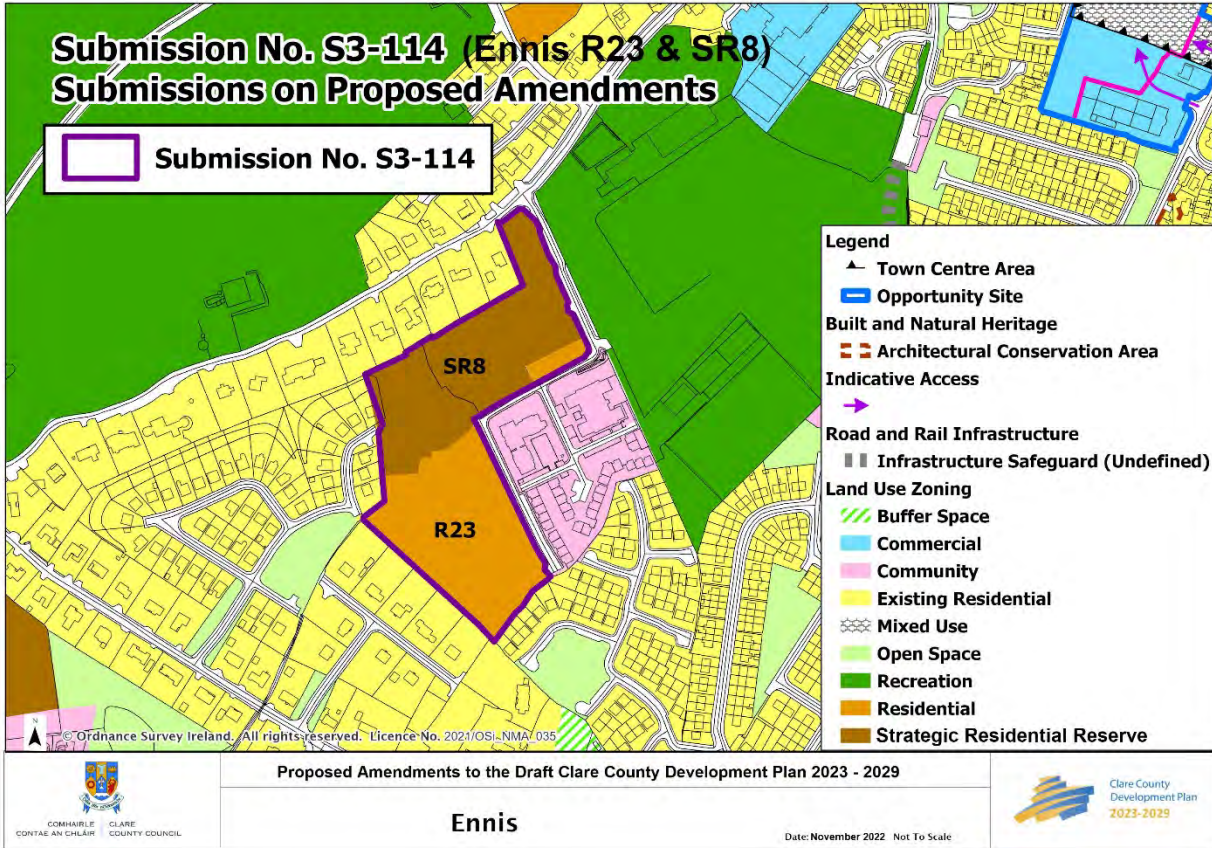 Submission No. S3-114 (Ennis R23 & SR8)
Submissions on Proposed Amendments
Submission No. S3-114
SR8
R23
Legend
Town Centre Area
Opportunity Site
Built and Natural Heritage
Architectural Conservation Area
Indicative Access
Road and Rail Infrastructure
Infrastructure Safeguard (Undefined)
Land Use Zoning
Buffer Space
Commercial
Community
Existing Residential
Mixed Use
Open Space
Recreation
Residential
Strategic Residential Reserve
N
© Ordnance Survey Ireland. All rights reserved. Licence No. 2021/OSi_NMA_035
COMHAIRLE CLARE
CONTAE AN CHLÁIR COUNTY COUNCIL
Proposed Amendments to the Draft Clare County Development Plan 2023 - 2029
Ennis
Date: November 2022 Not To Scale
Clare County
Development Plan
2023-2029